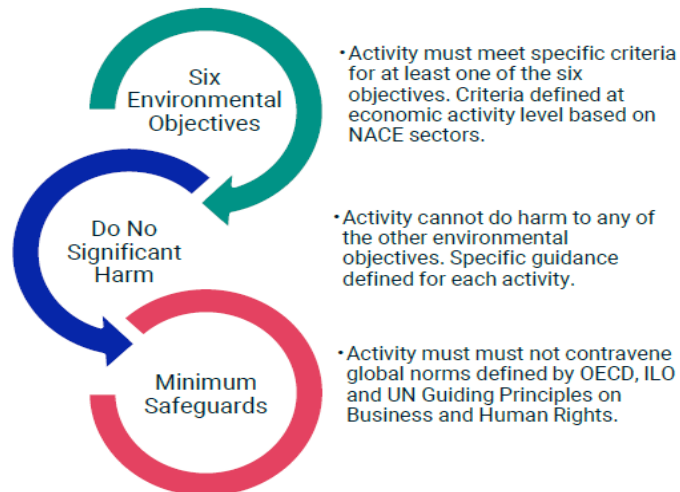 Six
Environmental
Objectives
• Activity must meet specific criteria
for at least one of the six
objectives. Criteria defined at
economic activity level based on
NACE sectors.
Do No
Significant
Harm
• Activity cannot do harm to any of
the other environmental
objectives. Specific guidance
defined for each activity.
Minimum
Safeguards
• Activity must must not contravene
global norms defined by OECD, ILO
and UN Guiding Principles on
Business and Human Rights.